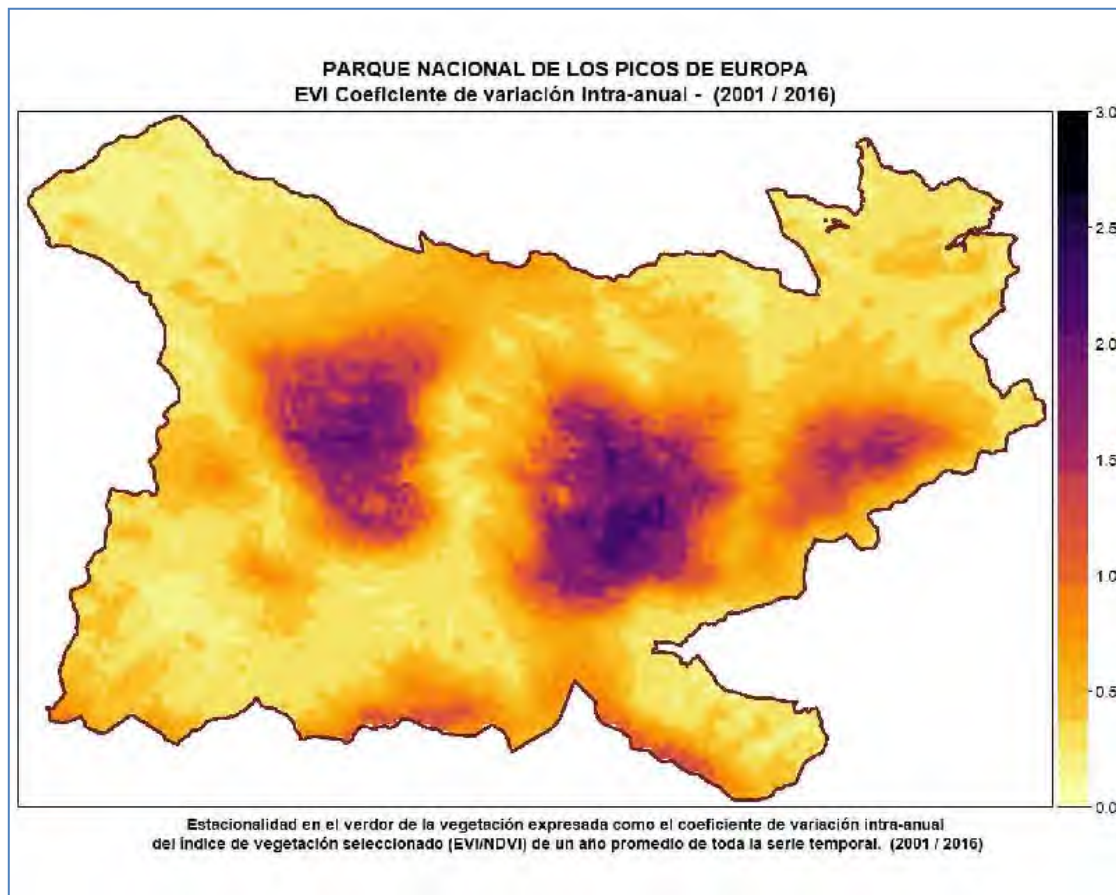 PARQUE NACIONAL DE LOS PICOS DE EUROPA
EVI Coeficiente de variación intra-anual - (2001 / 2016)
3.0
2.5
2.0
1.5
1.0
0.5
0.0
Estacionalidad en el verdor de la vegetación expresada como el coeficiente de variación intra-anual
del índice de vegetación seleccionado (EVI/NDVI) de un año promedio de toda la serie temporal. (2001 / 2016)